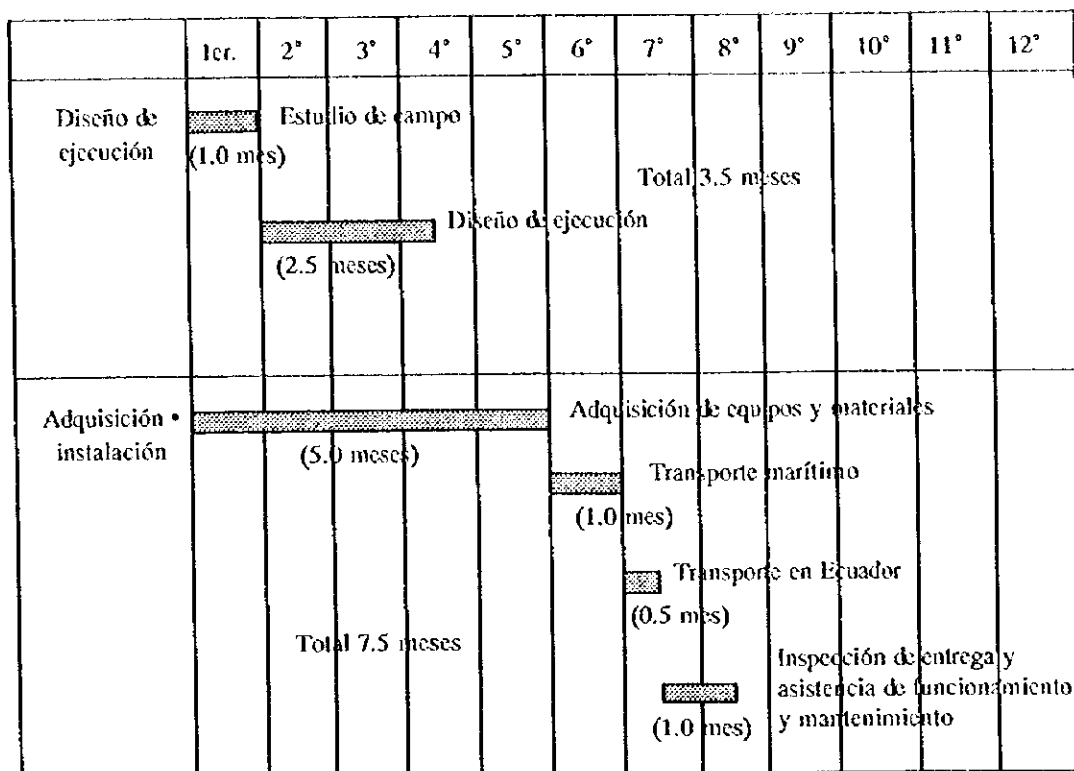 1er. 2° 3° 4° 5° 6° 7° 8° 9° 10° 11° 12°
Diseño de
ejecución
Estudio de campo
(1.0 mes)
Total 3.5 meses
Diseño de ejecución
(2.5 meses)
Adquisición •
instalación
Adquisición de equipos y materiales
(5.0 meses)
Transporte marítimo
(1.0 mes)
Transporte en Ecuador
(0.5 mes)
Total 7.5 meses
Inspección de entrega y
asistencia de funcionamiento
y mantenimiento
(1.0 mes)